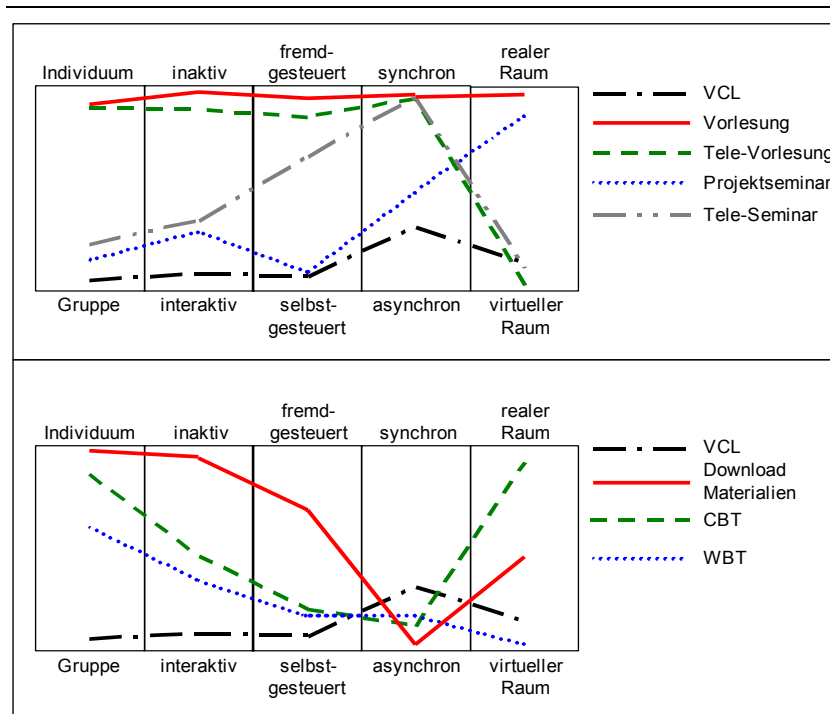 Individuum inaktiv fremd-
gesteuert synchron realer
Raum
VCL
Vorlesung
Tele-Vorlesung
Projektseminar
Tele-Seminar
Gruppe interaktiv selbst-
gesteuert asynchron virtueller
Raum
Individuum inaktiv fremd-
gesteuert synchron realer
Raum
VCL
Download
Materialien
CBT
WBT
Gruppe interaktiv selbst-
gesteuert asynchron virtueller
Raum